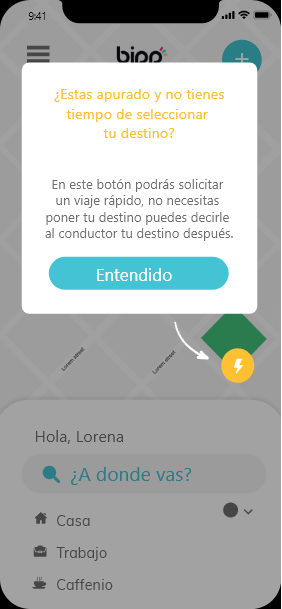 9:41
bipp
¿Estas apurado y no tienes
tiempo de seleccionar
tu destino?
En este botón podrás solicitar
un viaje rápido, no necesitas
poner tu destino puedes decirle
al conductor tu destino después.
Entendido
Lorem street
Lorem street
Hola, Lorena
¿A donde vas?
Casa
Trabajo
Caffenio